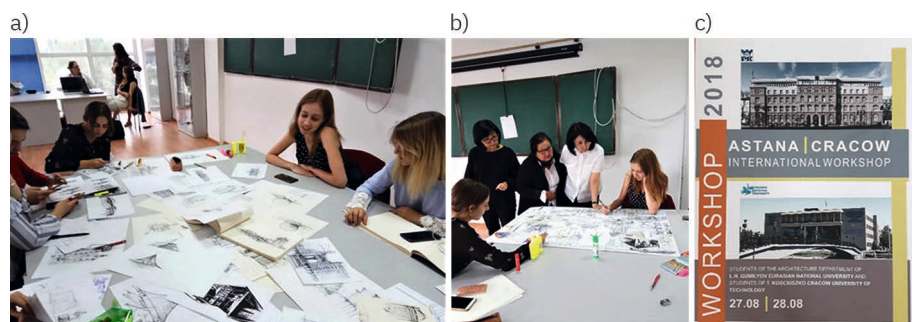 a)
b)
c)
PK
WORKSHOP 2018
ASTANA | CRACOW
INTERNATIONAL WORKSHOP
STUDENTS OF THE ARCHITECTURE DEPARTMENT OF
L.N. GUMILYOV EURASIAN NATIONAL UNIVERSITY AND
STUDENTS OF T. KOSCIUSZKO CRACOW UNIVERSITY OF
TECHNOLOGY
27.08 | 28.08